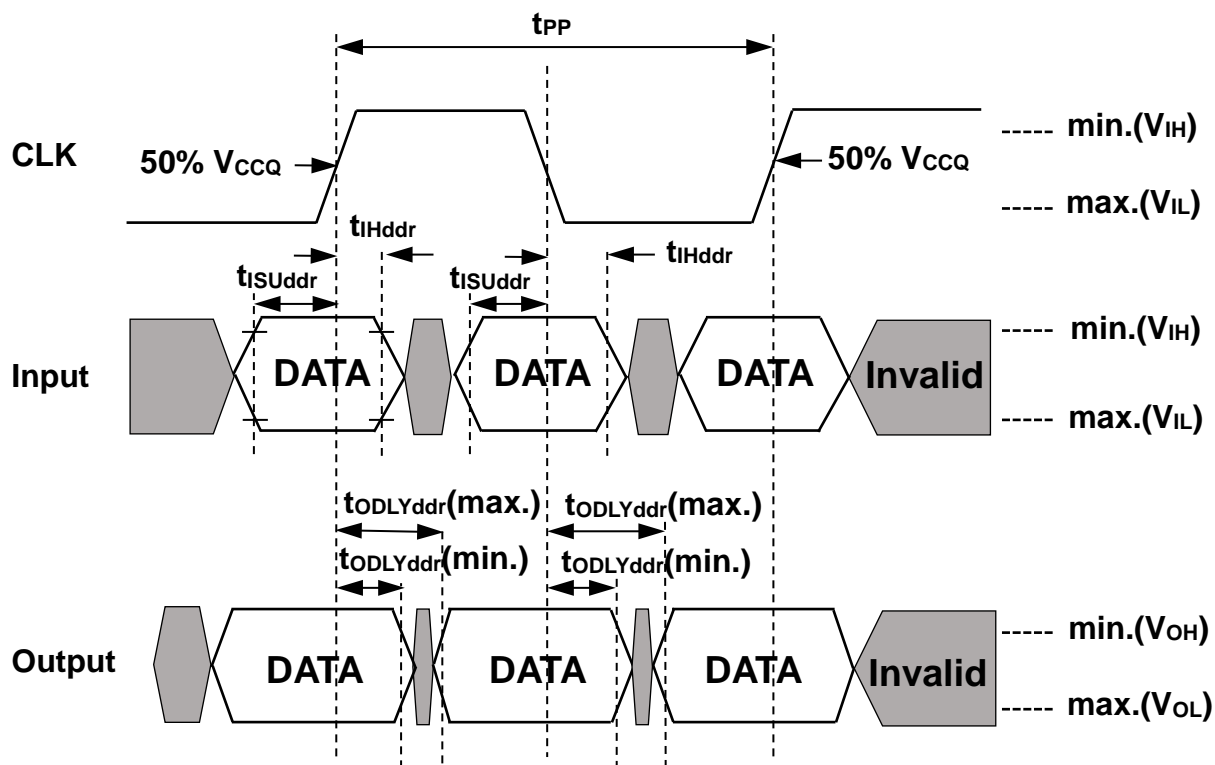 tPP
min.(VIH)
CLK
50% VCCQ
50% VCCQ
max.(VIL)
tIHddr
tIHddr
tISUddr
tISUddr
min.(VIH)
Input
DATA
DATA
DATA
Invalid
max.(VIL)
tODLYddr(max.)
tODLYddr(max.)
tODLYddr(min.)
tODLYddr(min.)
min.(VOH)
Output
DATA
DATA
DATA
Invalid
max.(VOL)